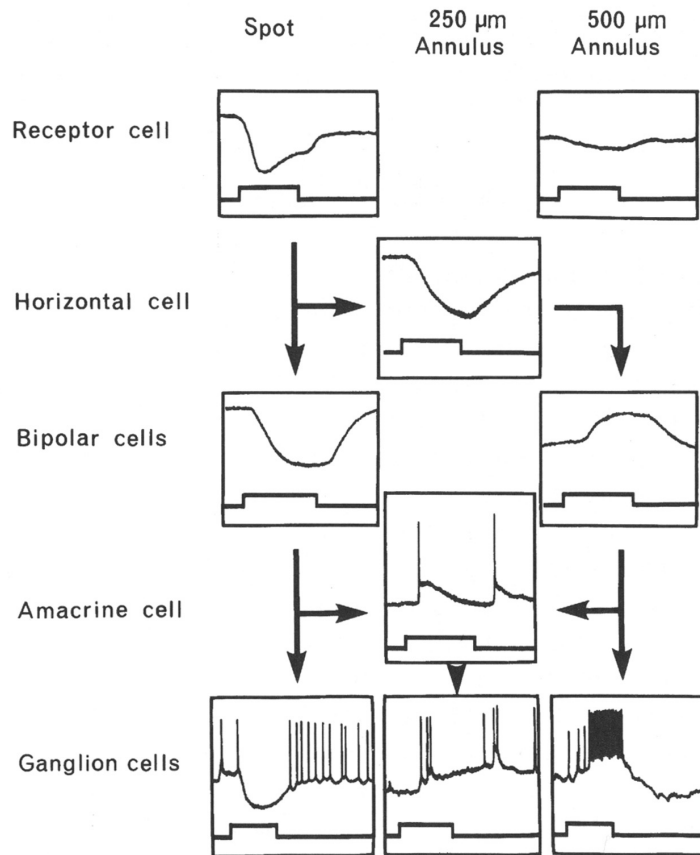 Spot
250 µm
Annulus
500 µm
Annulus
Receptor cell
Horizontal cell
Bipolar cells
Amacrine cell
Ganglion cells